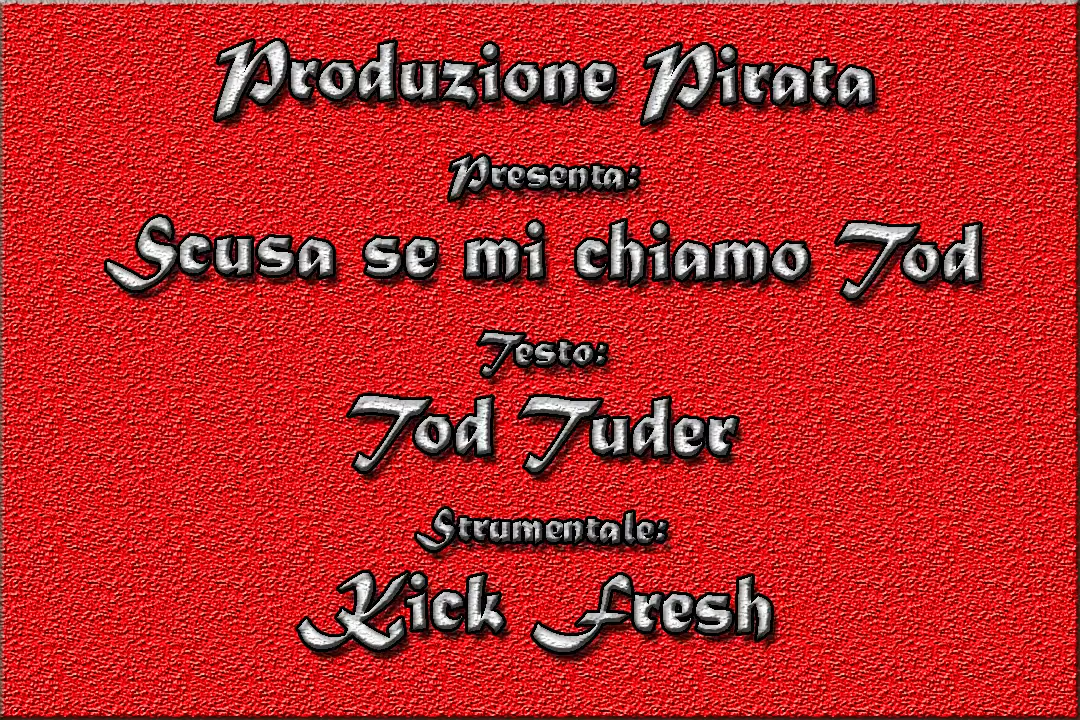 Produzione Pirata
Presenta:
Scusa se mi chiamo Tod
Testo:
Tod Tuder
Strumentale:
Kick Fresh